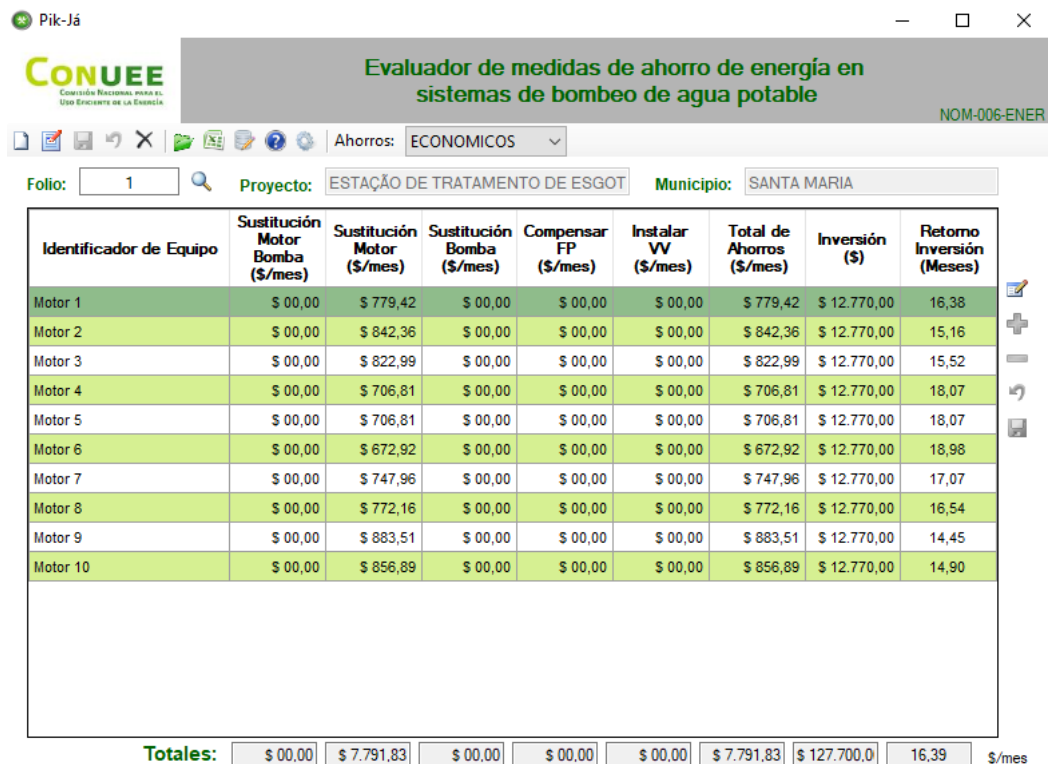 Pik-Já
CONUEE
COMISIÓN NACIONAL PARA EL
USO EFICIENTE DE LA ENERGÍA
Evaluador de medidas de ahorro de energía en
sistemas de bombeo de agua potable
NOM-006-ENER
Ahorros: ECONOMICOS
Folio: 1 Proyecto: ESTAÇÃO DE TRATAMENTO DE ESGOT Municipio: SANTA MARIA
Identificador de Equipo Sustitución Motor Bomba ($/mes) Sustitución Motor ($/mes) Sustitución Bomba ($/mes) Compensar FP ($/mes) Instalar VV ($/mes) Total de Ahorros ($/mes) Inversión ($) Retorno Inversión (Meses)
Motor 1 $ 00,00 $ 779,42 $ 00,00 $ 00,00 $ 00,00 $ 779,42 $ 12.770,00 16,38
Motor 2 $ 00,00 $ 842,36 $ 00,00 $ 00,00 $ 00,00 $ 842,36 $ 12.770,00 15,16
Motor 3 $ 00,00 $ 822,99 $ 00,00 $ 00,00 $ 00,00 $ 822,99 $ 12.770,00 15,52
Motor 4 $ 00,00 $ 706,81 $ 00,00 $ 00,00 $ 00,00 $ 706,81 $ 12.770,00 18,07
Motor 5 $ 00,00 $ 706,81 $ 00,00 $ 00,00 $ 00,00 $ 706,81 $ 12.770,00 18,07
Motor 6 $ 00,00 $ 672,92 $ 00,00 $ 00,00 $ 00,00 $ 672,92 $ 12.770,00 18,98
Motor 7 $ 00,00 $ 747,96 $ 00,00 $ 00,00 $ 00,00 $ 747,96 $ 12.770,00 17,07
Motor 8 $ 00,00 $ 772,16 $ 00,00 $ 00,00 $ 00,00 $ 772,16 $ 12.770,00 16,54
Motor 9 $ 00,00 $ 883,51 $ 00,00 $ 00,00 $ 00,00 $ 883,51 $ 12.770,00 14,45
Motor 10 $ 00,00 $ 856,89 $ 00,00 $ 00,00 $ 00,00 $ 856,89 $ 12.770,00 14,90
Totales: $ 00,00 $ 7.791,83 $ 00,00 $ 00,00 $ 00,00 $ 7.791,83 $ 127.700,0 16,39 $/mes